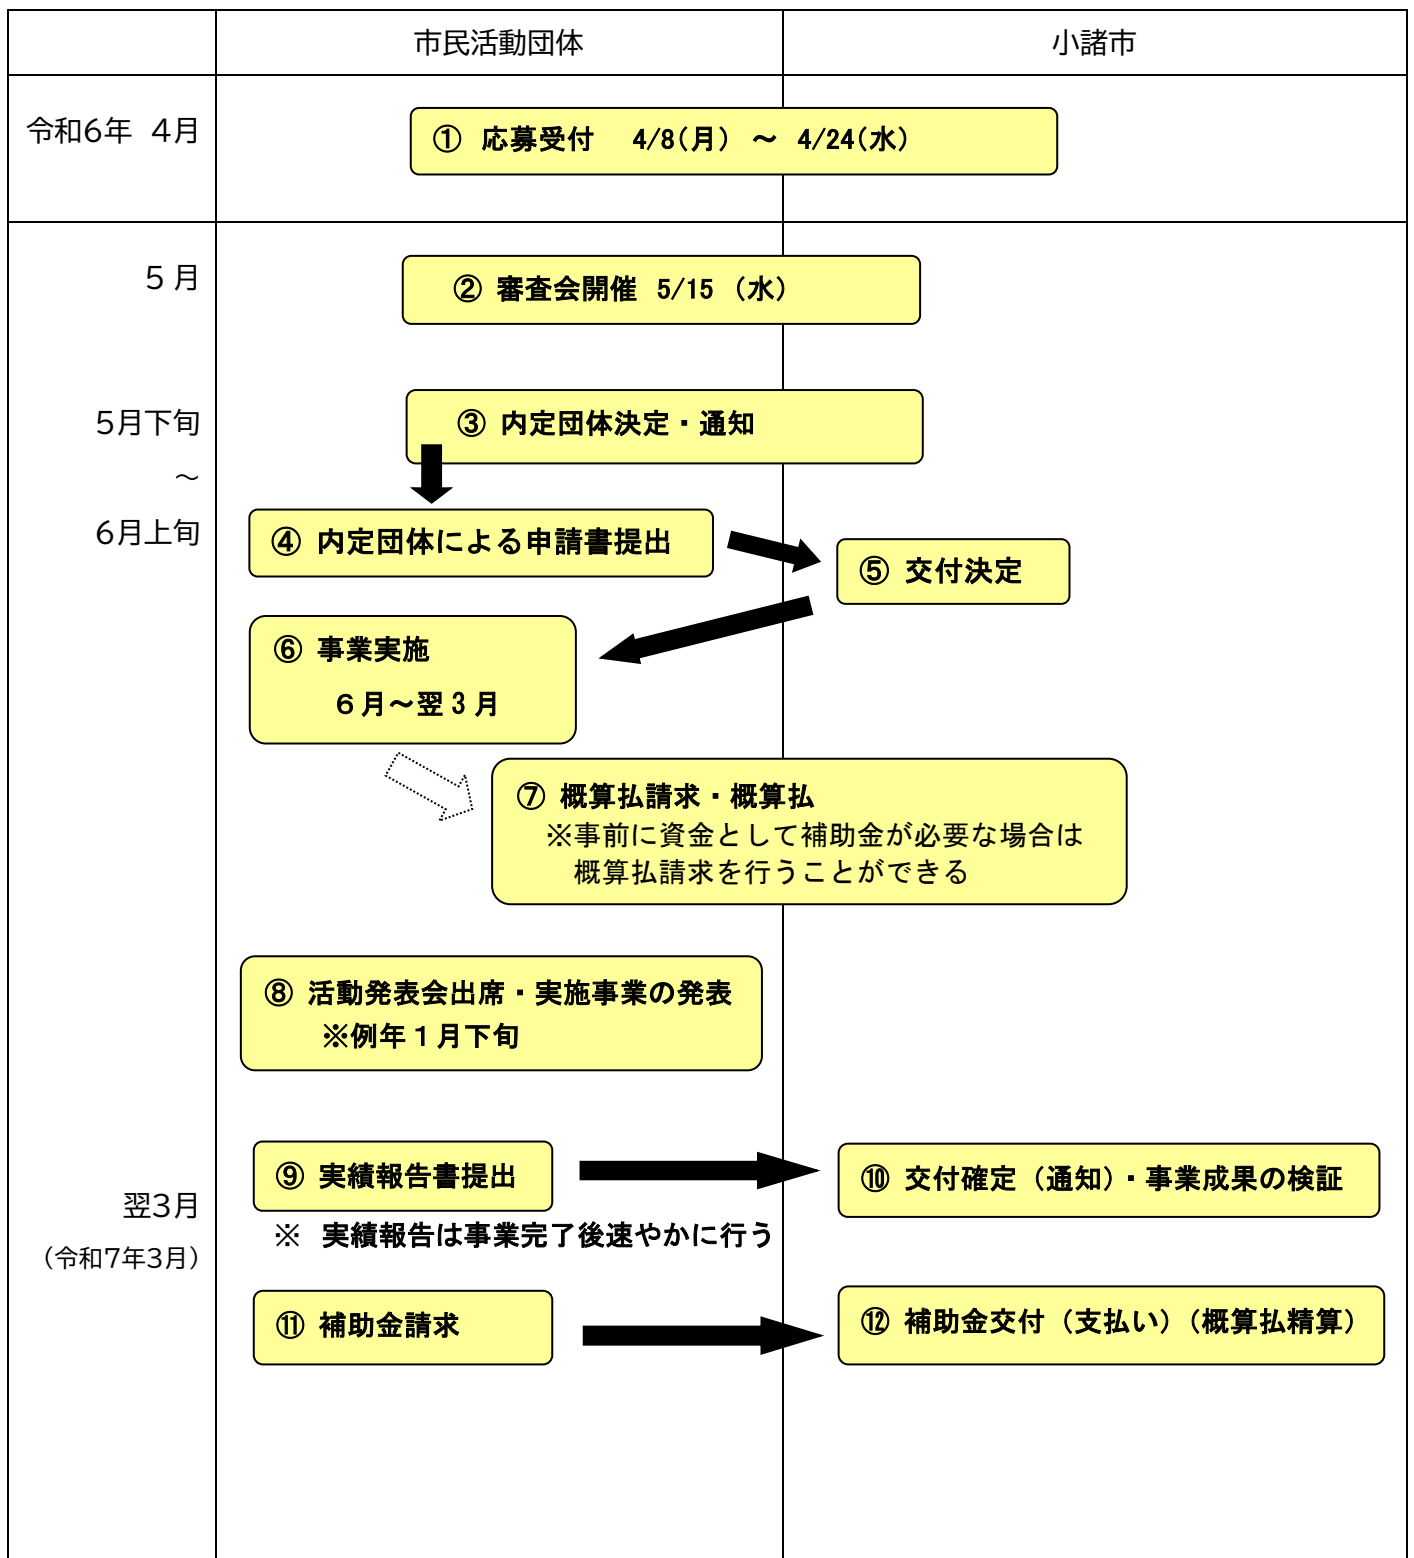 市民活動団体
小諸市
令和6年 4月
① 応募受付 4/8(月) ～ 4/24(水)
5月
② 審査会開催 5/15 (水)
5月下旬
～
6月上旬
③ 内定団体決定・通知
④ 内定団体による申請書提出
⑤ 交付決定
⑥ 事業実施
6月～翌3月
⑦ 概算払請求・概算払
※事前に資金として補助金が必要な場合は
概算払請求を行うことができる
⑧ 活動発表会出席・実施事業の発表
※例年1月下旬
翌3月
(令和7年3月)
⑨ 実績報告書提出
※ 実績報告は事業完了後速やかに行う
⑩ 交付確定(通知)・事業成果の検証
⑪ 補助金請求
⑫ 補助金交付(支払い)(概算払精算)